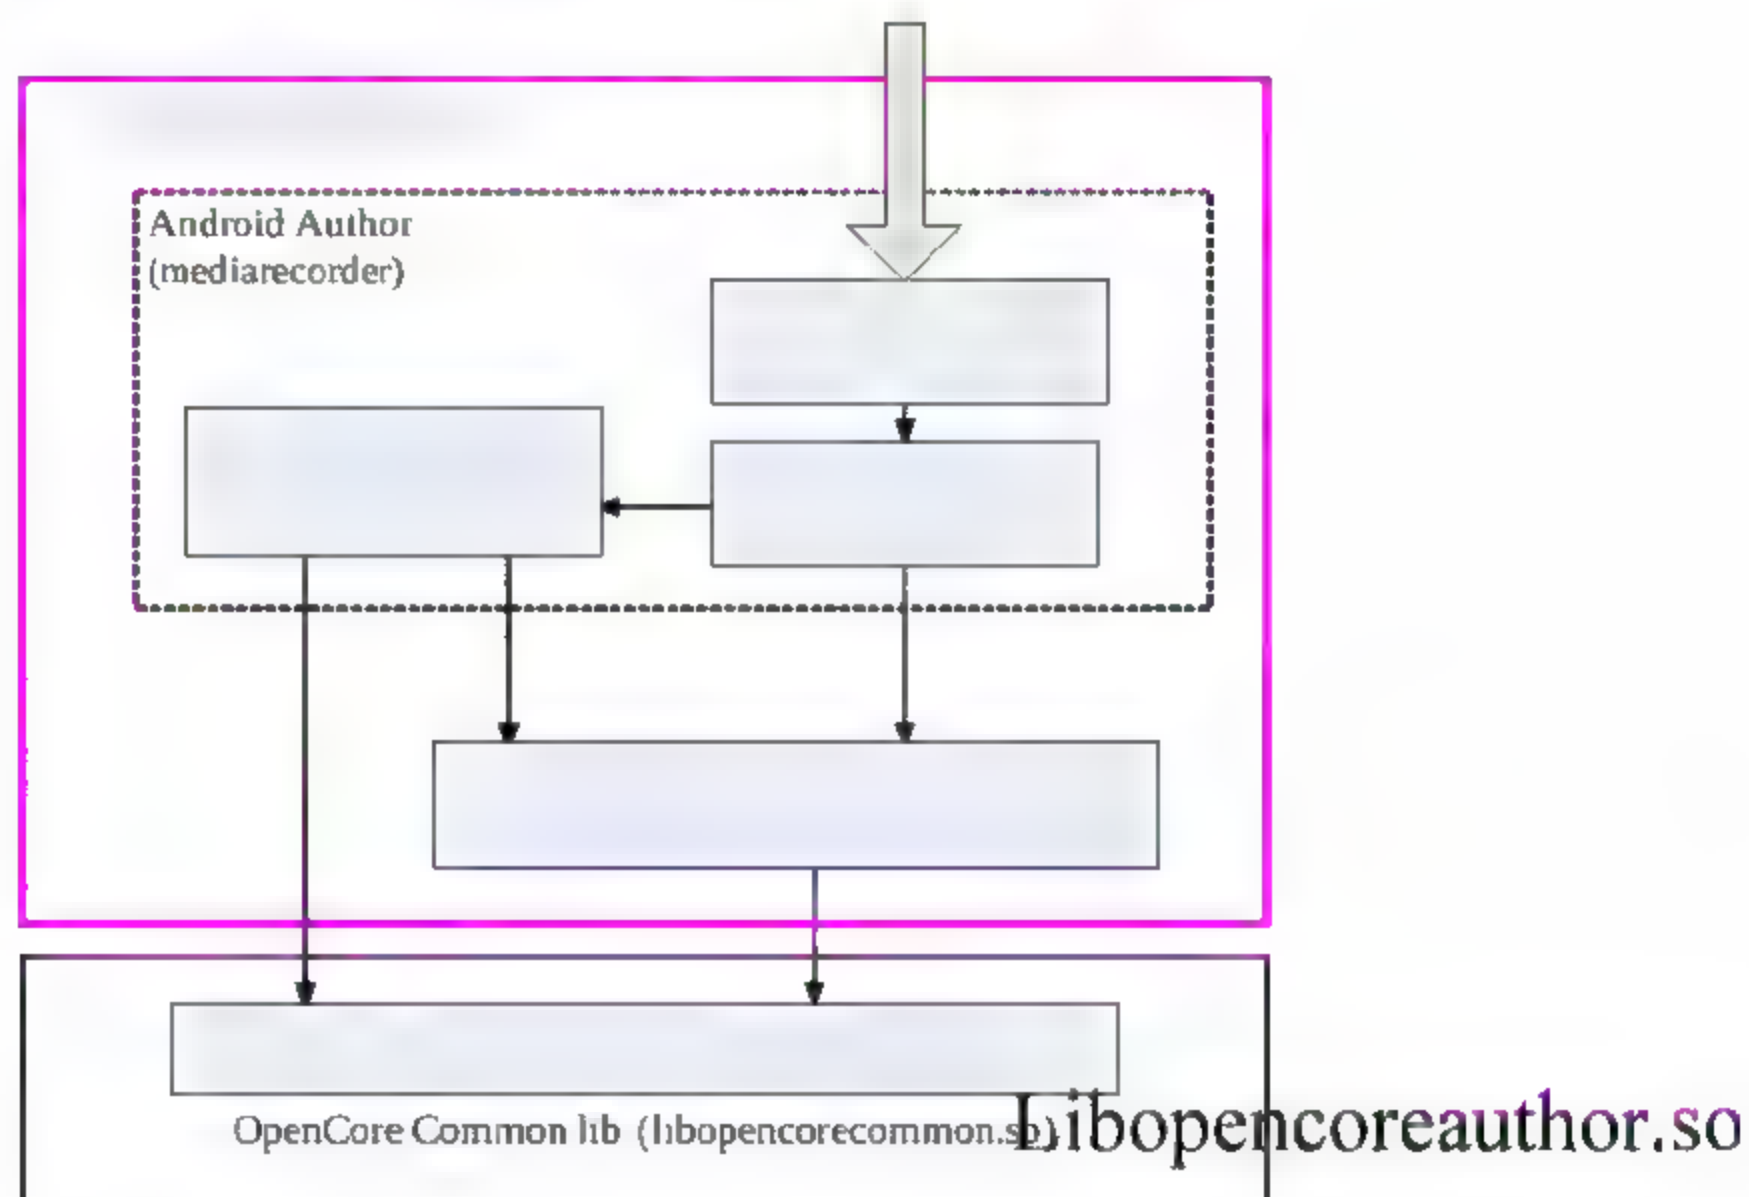 Android Author
(mediarecorder)
OpenCore Common lib (libopencorecommon.so)
Libopencoreauthor.so